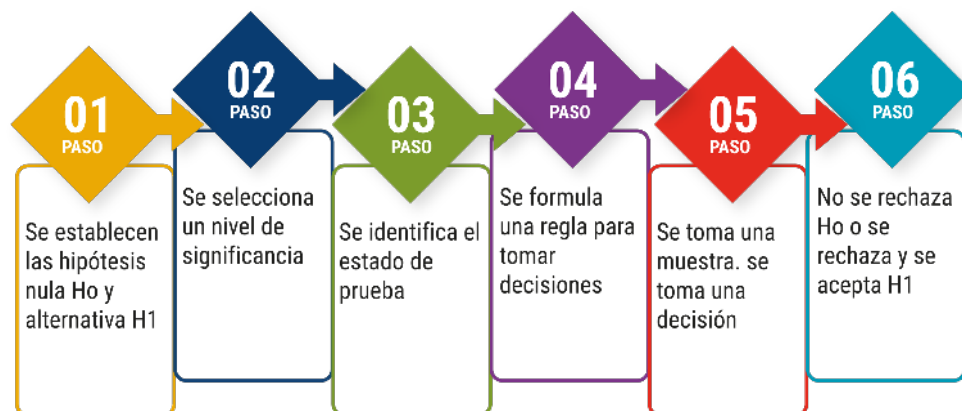 01
PASO
Se establecen
las hipótesis
nula Ho y
alternativa H1
02
PASO
Se selecciona
un nivel de
significancia
03
PASO
Se identifica el
estado de
prueba
04
PASO
Se formula
una regla para
tomar
decisiones
05
PASO
Se toma una
muestra. se
toma una
decisión
06
PASO
No se rechaza
Ho o se
rechaza y se
acepta H1